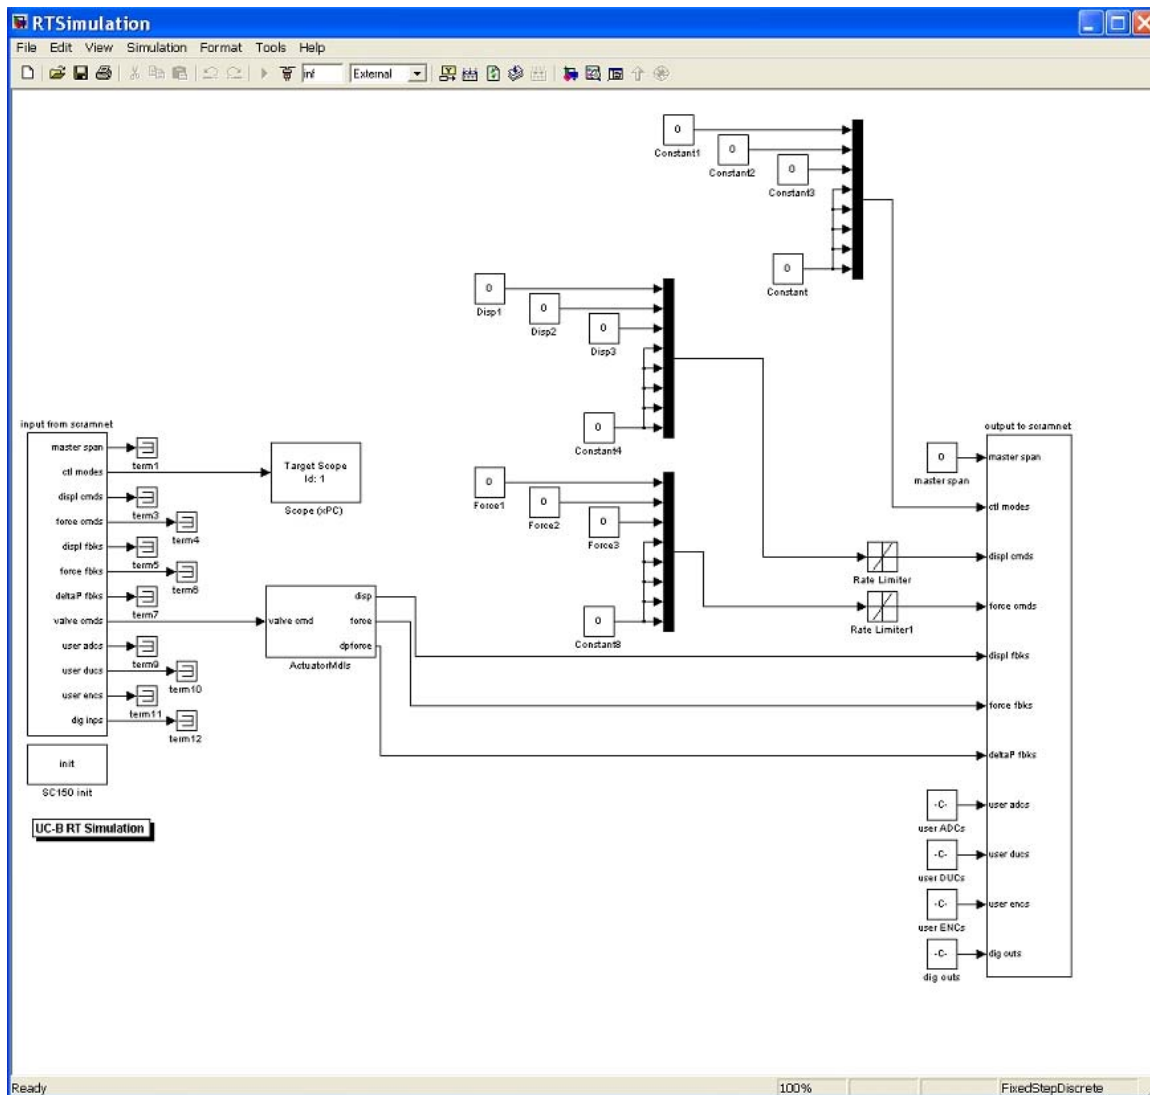 RTSimulation
File Edit View Simulation Format Tools Help
inf External
0
Constant1
0
Constant2
0
Constant3
0
Constant
0
Disp1
0
Disp2
0
Disp3
0
Constant4
input from scramnet
master span
ctl modes
displ cmds
force cmds
displ fbks
force fbks
deltaP fbks
valve cmds
user adcs
user ducs
user encs
dig inps
term1
term3
term4
term5
term6
term7
term9
term10
term11
term12
Target Scope
Id: 1
Scope (xPC)
0
Force1
0
Force2
0
Force3
0
Constant8
valve cmd
disp
force
dpforce
ActuatorMdls
Rate Limiter
Rate Limiter1
output to scramnet
0
master span
master span
ctl modes
displ cmds
force cmds
displ fbks
force fbks
deltaP fbks
user adcs
user ducs
user encs
dig outs
-C-
user ADCs
-C-
user DUCs
-C-
user ENCs
-C-
dig outs
init
SC150 init
UC-B RT Simulation
Ready 100% FixedStepDiscrete